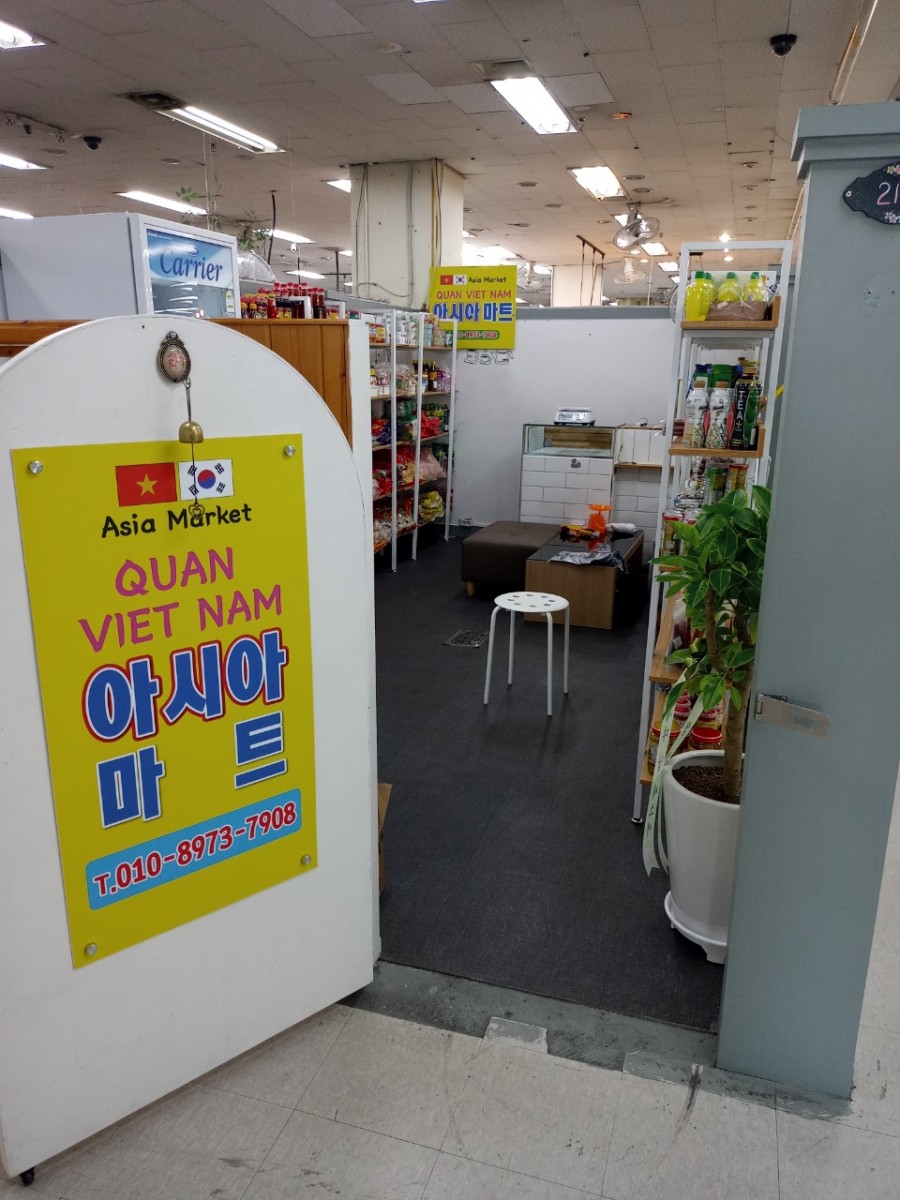 Carrier
Asia Market
QUAN VIET NAM
아시아 마트
Asia Market
QUAN
VIET NAM
아시아
마트
T.010-8973-7908
21